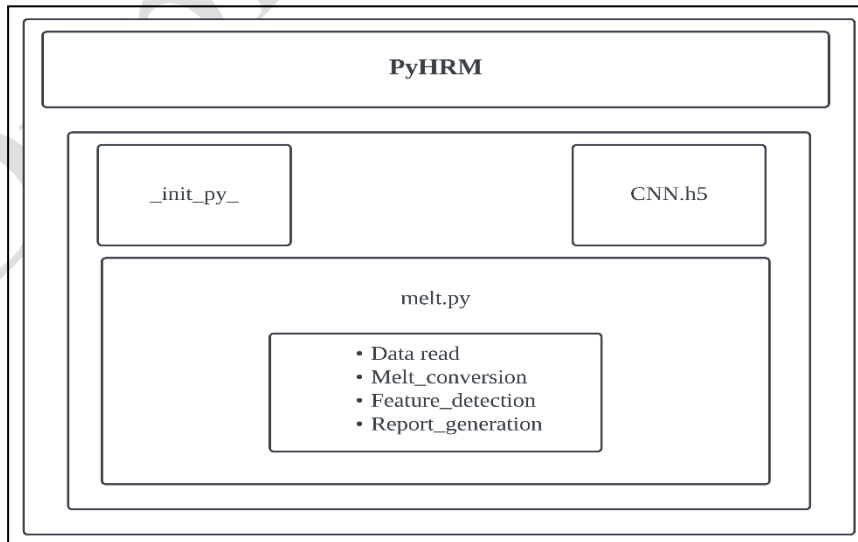 PyHRM
_init_py_
CNN.h5
melt.py
• Data read
• Melt_conversion
• Feature_detection
• Report_generation